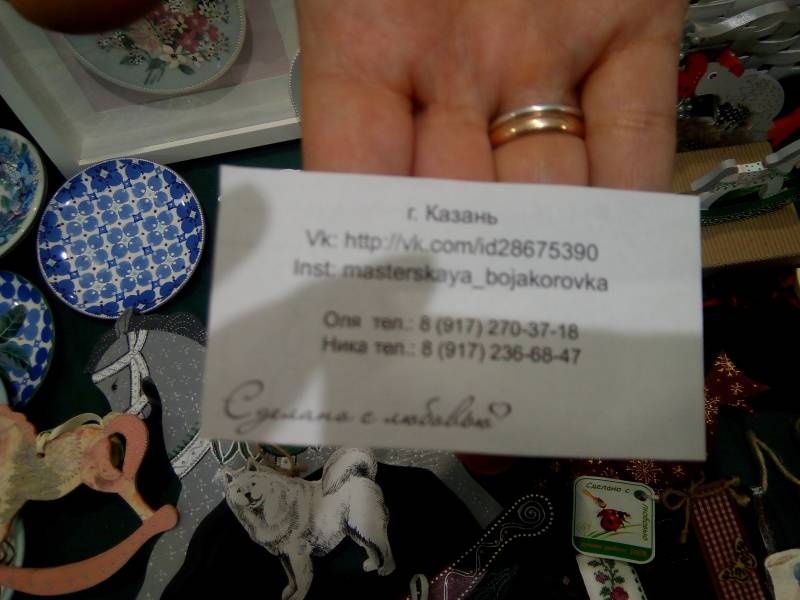 г. Казань
Vk: http://vk.com/id28675390
Inst: masterskaya_bojakorovka
Оля тел.: 8 (917) 270-37-18
Ника тел.: 8 (917) 236-68-47
Сделано с любовью
Сделано с
любовью